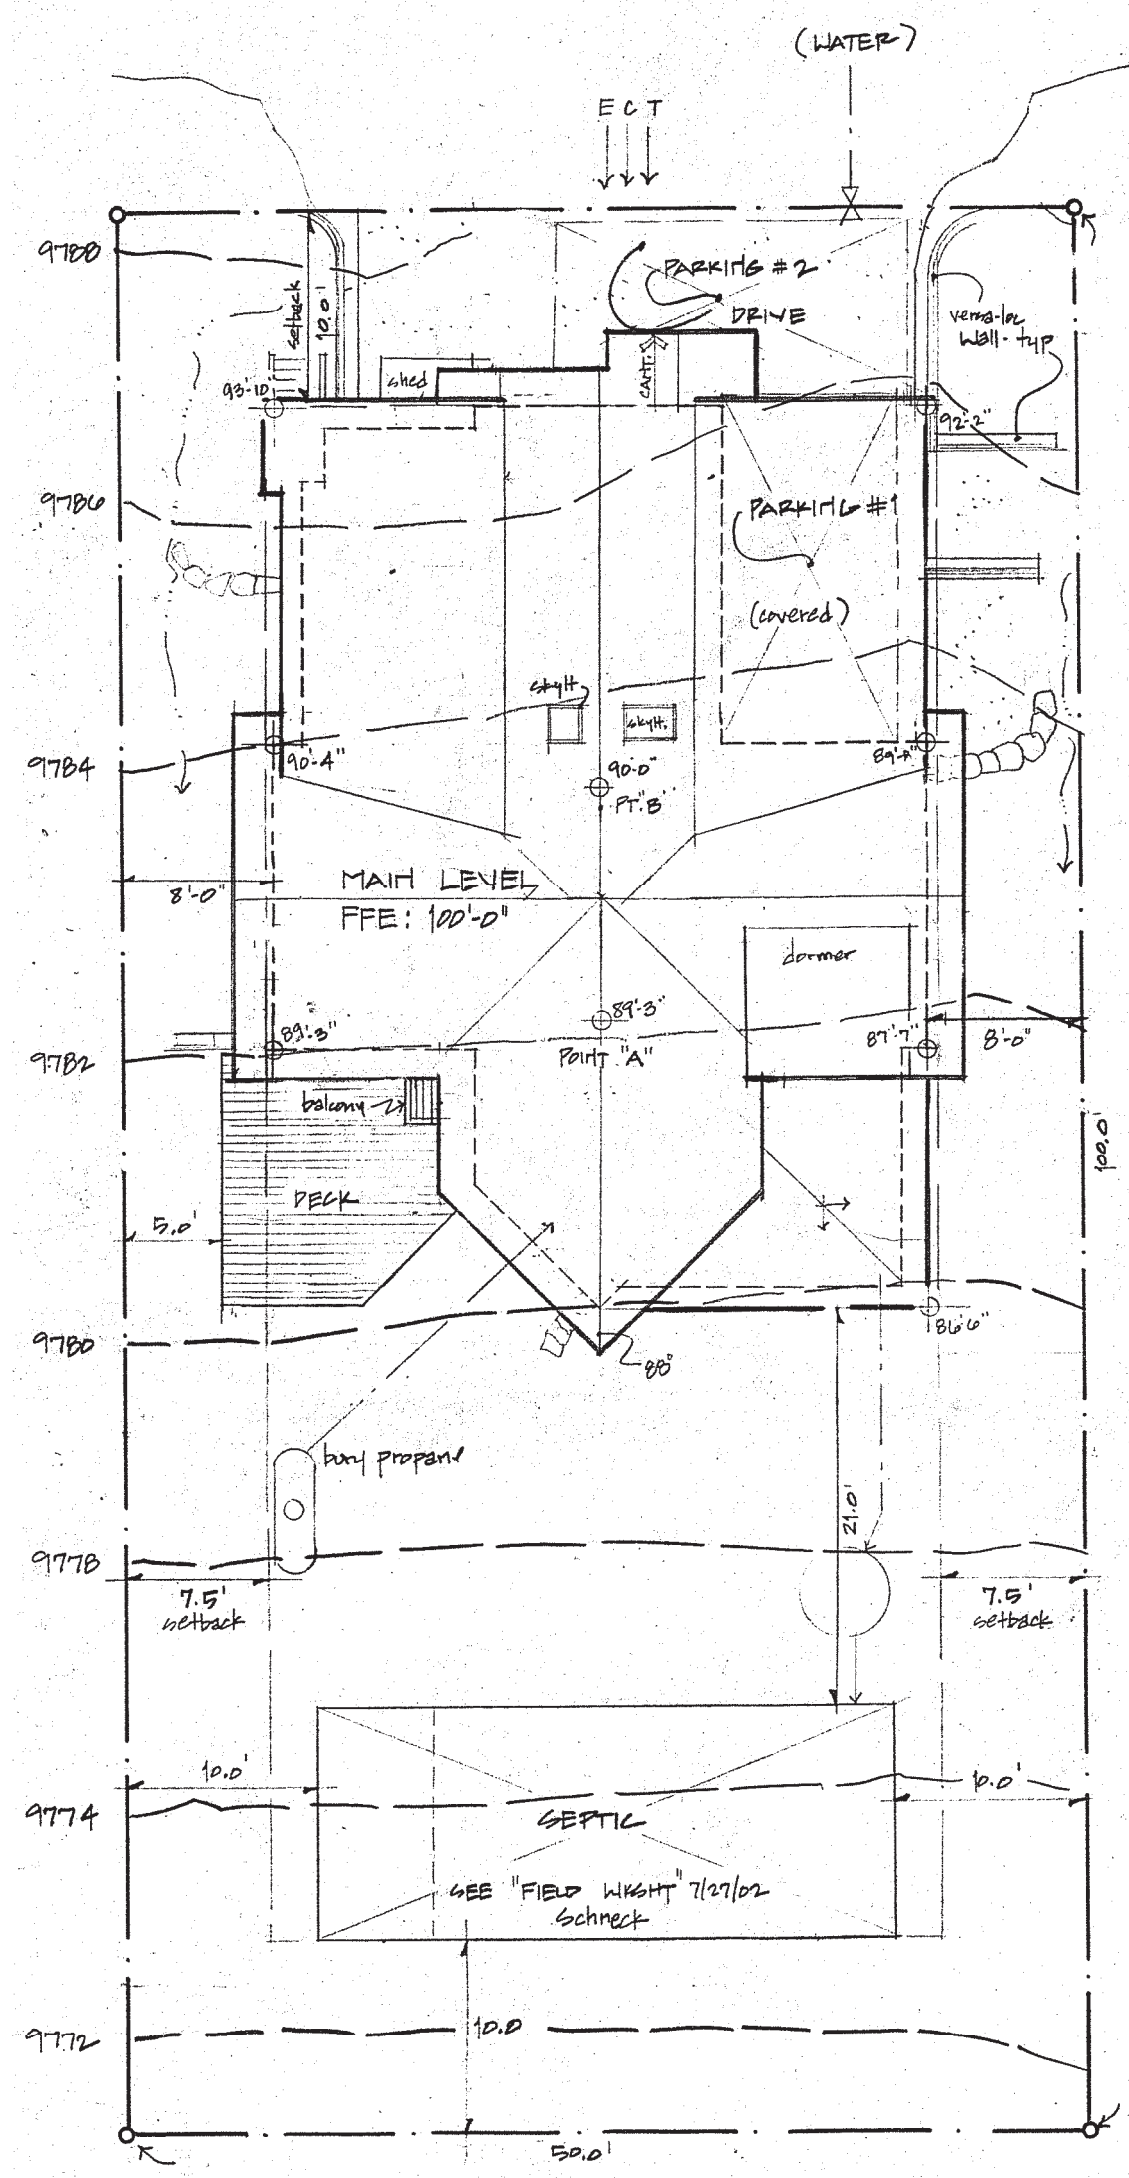 (WATER)
E C T
9788
PARKING #2
setback
10.0'
DRIVE
versa-loc
wall-typ
shed
CANT.
93'-10"
92'-2"
9786
PARKING #1
(covered)
skylt.
skylt.
9784
90'-4"
90'-0"
PT. "B"
MAIN LEVEL
8'-0"
FFE: 100'-0"
dormer
89'-3"
89'-3"
87'-7"
8'-0"
9782
POINT "A"
balcony
100.0'
DECK
5.0'
9780
86'6"
88'
bury propane
21.0'
9778
7.5'
setback
7.5'
setback
10.0'
10.0'
9774
SEPTIC
SEE "FIELD WKSHT" 7/27/02
Schneck
9772
10.0
50.0'